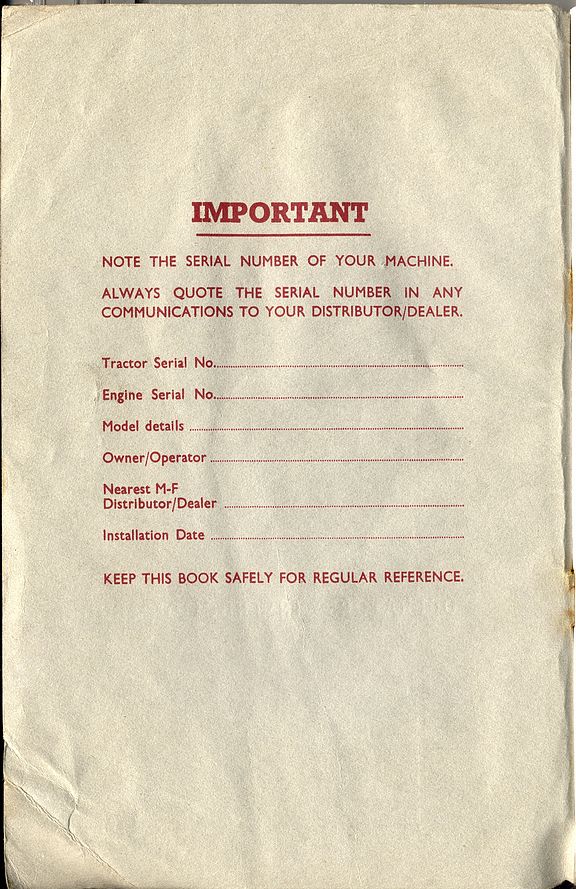 IMPORTANT
NOTE THE SERIAL NUMBER OF YOUR MACHINE.
ALWAYS QUOTE THE SERIAL NUMBER IN ANY
COMMUNICATIONS TO YOUR DISTRIBUTOR/DEALER.
Tractor Serial No.
Engine Serial No.
Model details
Owner/Operator
Nearest M-F
Distributor/Dealer
Installation Date
KEEP THIS BOOK SAFELY FOR REGULAR REFERENCE.